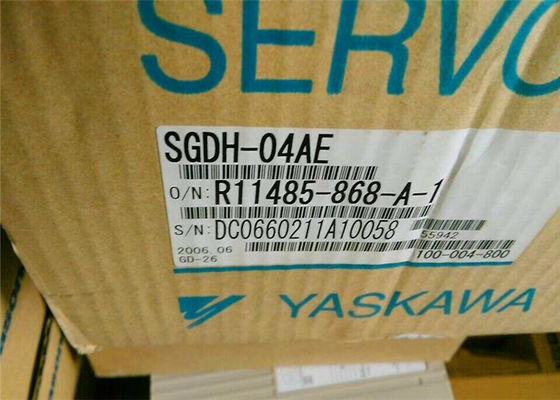 SERVO
SGDH-04AE
O/N: R11485-868-A-1
S/N: DC0660211A10058
55942
2006.06
GD-26
100-004-800
YASKAWA